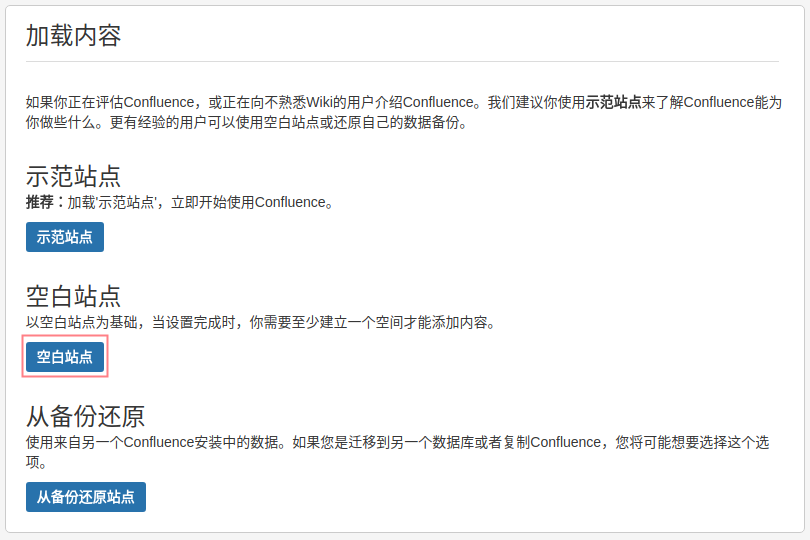 加载内容
如果你正在评估Confluence，或正在向不熟悉Wiki的用户介绍Confluence。我们建议你使用示范站点来了解Confluence能为
你做些什么。更有经验的用户可以使用空白站点或还原自己的数据备份。
示范站点
推荐：加载'示范站点'，立即开始使用Confluence。
示范站点
空白站点
以空白站点为基础，当设置完成时，你需要至少建立一个空间才能添加内容。
空白站点
从备份还原
使用来自另一个Confluence安装中的数据。如果您是迁移到另一个数据库或者复制Confluence，您将可能想要选择这个选
项。
从备份还原站点